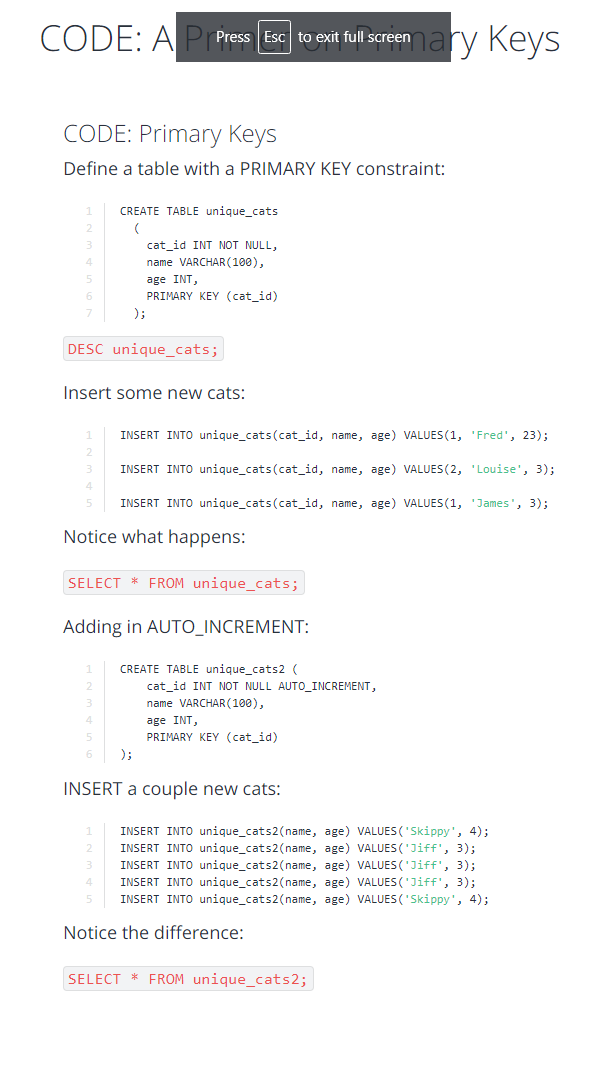 CODE: A Primer on Primary Keys
Press Esc to exit full screen
CODE: Primary Keys
Define a table with a PRIMARY KEY constraint:
1 CREATE TABLE unique_cats
2 (
3 cat_id INT NOT NULL,
4 name VARCHAR(100),
5 age INT,
6 PRIMARY KEY (cat_id)
7 );
DESC unique_cats;
Insert some new cats:
1 INSERT INTO unique_cats(cat_id, name, age) VALUES(1, 'Fred', 23);
2
3 INSERT INTO unique_cats(cat_id, name, age) VALUES(2, 'Louise', 3);
4
5 INSERT INTO unique_cats(cat_id, name, age) VALUES(1, 'James', 3);
Notice what happens:
SELECT * FROM unique_cats;
Adding in AUTO_INCREMENT:
1 CREATE TABLE unique_cats2 (
2 cat_id INT NOT NULL AUTO_INCREMENT,
3 name VARCHAR(100),
4 age INT,
5 PRIMARY KEY (cat_id)
6 );
INSERT a couple new cats:
1 INSERT INTO unique_cats2(name, age) VALUES('Skippy', 4);
2 INSERT INTO unique_cats2(name, age) VALUES('Jiff', 3);
3 INSERT INTO unique_cats2(name, age) VALUES('Jiff', 3);
4 INSERT INTO unique_cats2(name, age) VALUES('Jiff', 3);
5 INSERT INTO unique_cats2(name, age) VALUES('Skippy', 4);
Notice the difference:
SELECT * FROM unique_cats2;